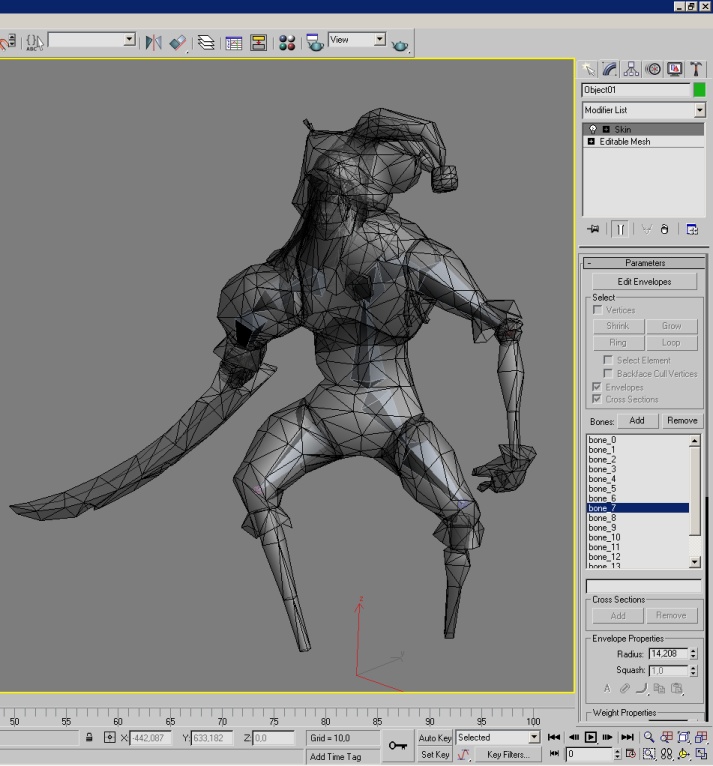 ABC
View
Object01
Modifier List
Skin
Editable Mesh
Parameters
Edit Envelopes
Select
Vertices
Shrink Grow
Ring Loop
Select Element
Backface Cull Vertices
Envelopes
Cross Sections
Bones: Add Remove
bone_0
bone_1
bone_2
bone_3
bone_4
bone_5
bone_6
bone_7
bone_8
bone_9
bone_10
bone_11
bone_12
bone_13
Cross Sections
Add Remove
Envelope Properties
Radius: 14,208
Squash: 1,0
A
Weight Properties
z
50 55 60 65 70 75 80 85 90 95 100
X: -442,087 Y: 633,182 Z: 0,0 Grid = 10,0
Auto Key Selected
Add Time Tag
Set Key Key Filters...
0